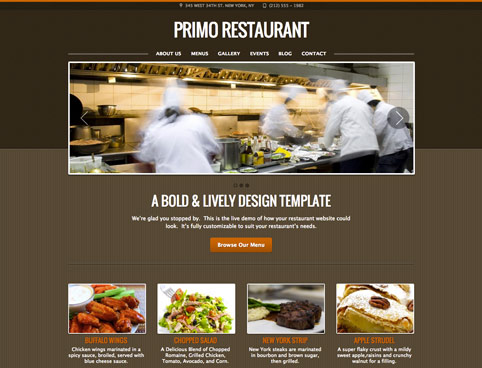 345 WEST 34TH ST, NEW YORK, NY (212) 555 – 1982
PRIMO RESTAURANT
ABOUT US MENUS GALLERY EVENTS BLOG CONTACT
A BOLD & LIVELY DESIGN TEMPLATE
We're glad you stopped by. This is the live demo of how your restaurant website could
look. It's fully customizable to suit your restaurant's needs.
Browse Our Menu
BUFFALO WINGS CHOPPED SALAD NEW YORK STRIP APPLE STRUDEL
Chicken wings marinated in a
spicy sauce, broiled, served with
blue cheese sauce.
A Delicious Blend of Chopped
Romaine, Grilled Chicken,
Tomato, Avocado, and Corn.
New York steaks are marinated
in bourbon and brown sugar,
then grilled.
A super flaky crust with a mildly
sweet apple,raisins and crunchy
walnut for a filling.